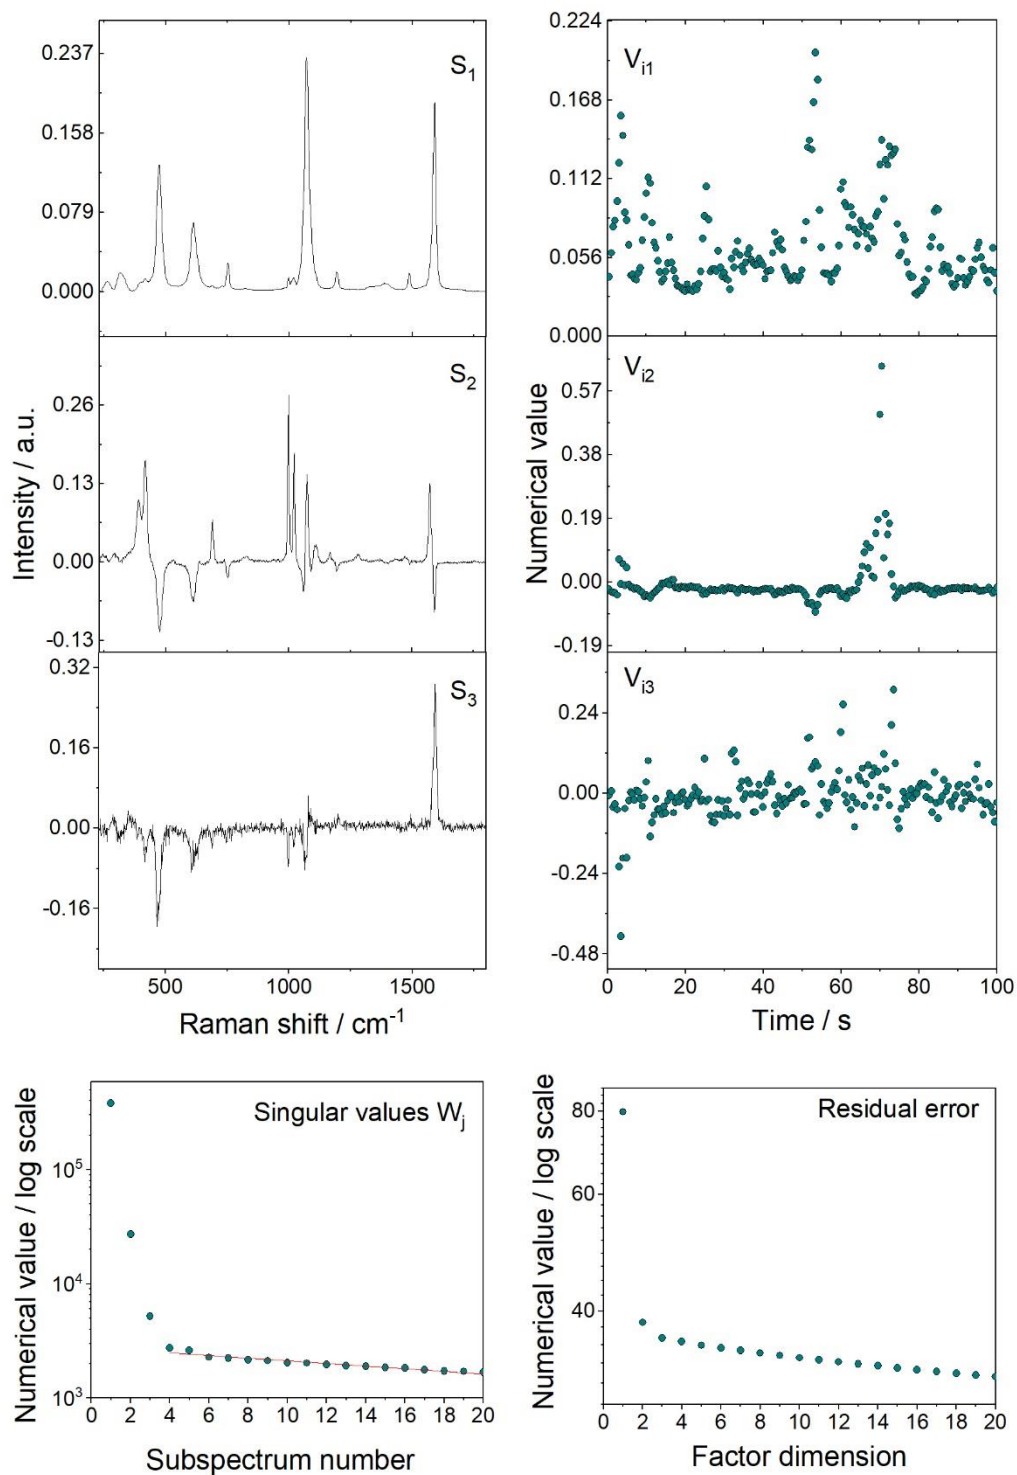 0.237
0.158
0.079
0.000
S1
0.26
0.13
0.00
-0.13
S2
0.32
0.16
0.00
-0.16
S3
Intensity / a.u.
500
1000
1500
Raman shift / cm-1
0.224
0.168
0.112
0.056
0.000
Vi1
0.57
0.38
0.19
0.00
-0.19
Vi2
0.24
0.00
-0.24
-0.48
Vi3
Numerical value
0 20 40 60 80 100
Time / s
Numerical value / log scale
105
104
103
Singular values Wj
0 2 4 6 8 10 12 14 16 18 20
Subspectrum number
Numerical value / log scale
80
60
40
Residual error
0 2 4 6 8 10 12 14 16 18 20
Factor dimension